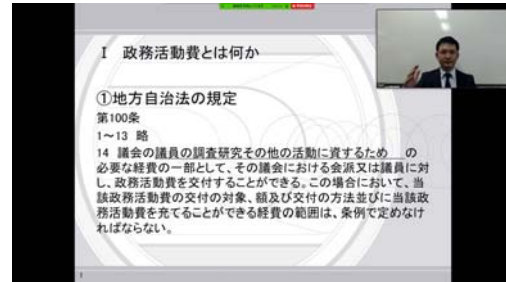 Ⅰ 政務活動費とは何か
①地方自治法の規定
第100条
1～13 略
14 議会の議員の調査研究その他の活動に資するため の
必要な経費の一部として、その議会における会派又は議員に対
し、政務活動費を交付することができる。この場合において、当
該政務活動費の交付の対象、額及び交付の方法並びに当該政
務活動費を充てることができる経費の範囲は、条例で定めなけ
ればならない。